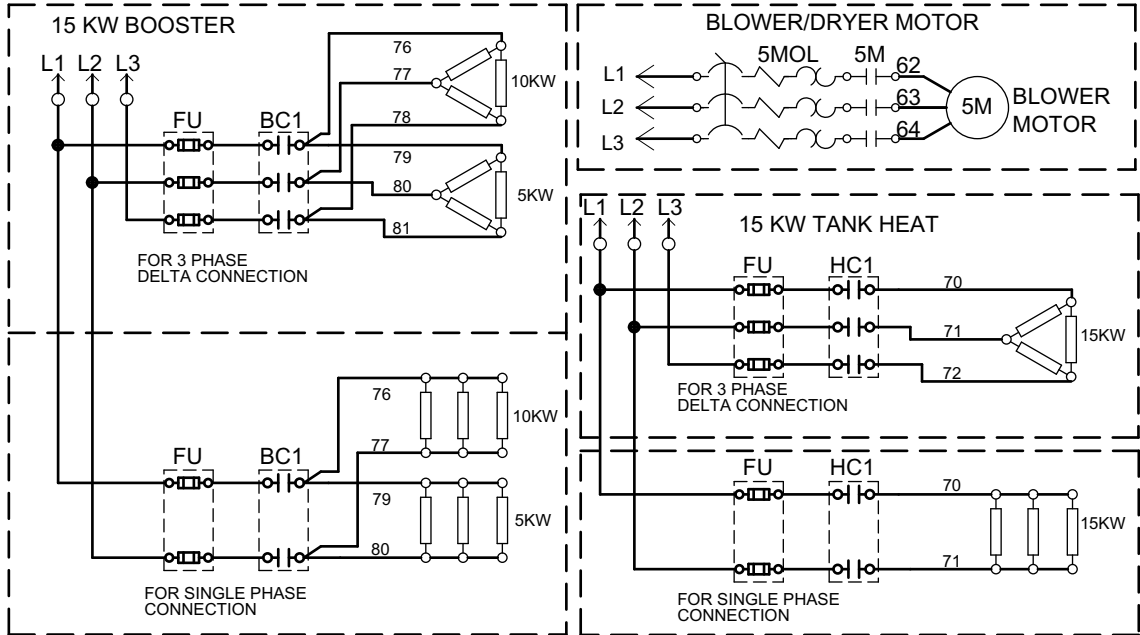 15 KW BOOSTER
L1 L2 L3
FU BC1
76
77
78
10KW
79
80
81
5KW
FOR 3 PHASE
DELTA CONNECTION
FU BC1
76
77
10KW
79
80
5KW
FOR SINGLE PHASE
CONNECTION
BLOWER/DRYER MOTOR
5MOL 5M
L1 62
L2 63
L3 64
5M
BLOWER
MOTOR
L1 L2 L3
15 KW TANK HEAT
FU HC1
70
71
72
15KW
FOR 3 PHASE
DELTA CONNECTION
FU HC1
70
71
15KW
FOR SINGLE PHASE
CONNECTION